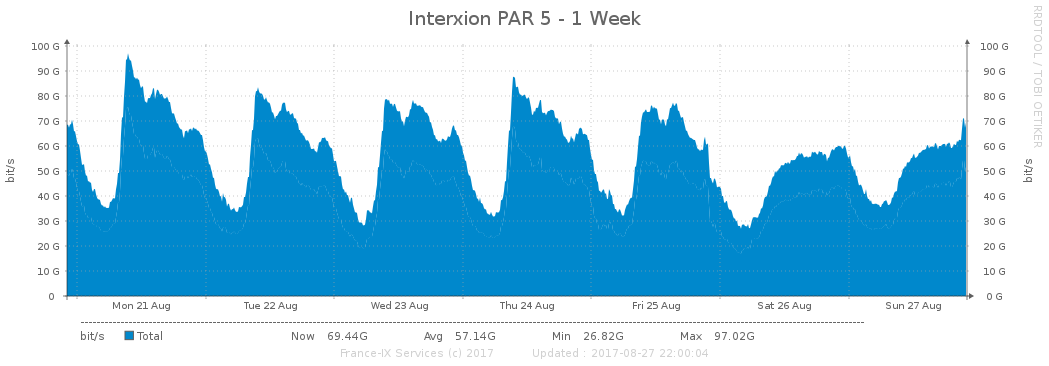 Interxion PAR 5 - 1 Week
RRDTOOL / TOBI OETIKER
100 G 100 G
90 G 90 G
80 G 80 G
70 G 70 G
60 G 60 G
50 G 50 G
40 G 40 G
30 G 30 G
20 G 20 G
10 G 10 G
0 0 G
bit/s bit/s
Mon 21 Aug Tue 22 Aug Wed 23 Aug Thu 24 Aug Fri 25 Aug Sat 26 Aug Sun 27 Aug
bit/s Total Now 69.44G Avg 57.14G Min 26.82G Max 97.02G
France-IX Services (c) 2017 Updated : 2017-08-27 22:00:04